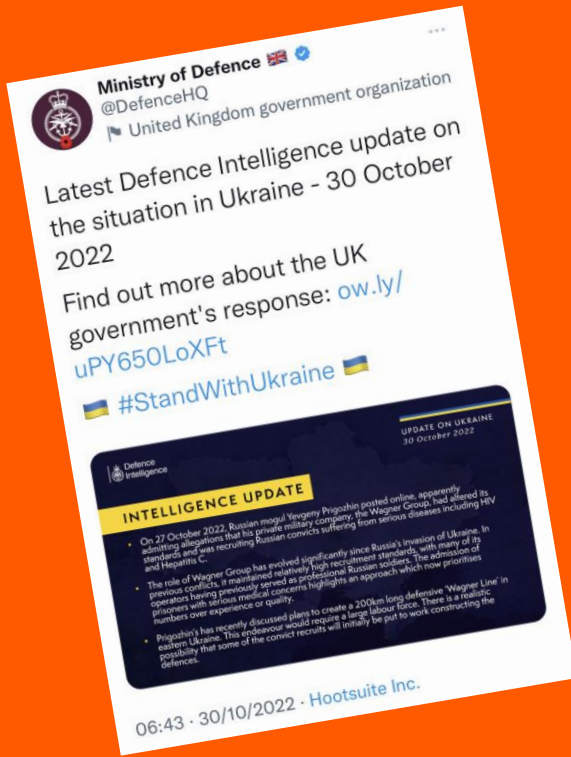 Ministry of Defence
@DefenceHQ
United Kingdom government organization
Latest Defence Intelligence update on
the situation in Ukraine - 30 October
2022
Find out more about the UK
government's response: ow.ly/
uPY650LoXFt
#StandWithUkraine
Defence
Intelligence
UPDATE ON UKRAINE
30 October 2022
INTELLIGENCE UPDATE
• On 27 October 2022, Russian mogul Yevgeny Prigozhin posted online, apparently
admitting allegations that his private military company, the Wagner Group, had altered its
standards and was recruiting Russian convicts suffering from serious diseases including HIV
and Hepatitis C.
• The role of Wagner Group has evolved significantly since Russia's invasion of Ukraine. In
previous conflicts, it maintained relatively high recruitment standards, with many of its
operators having previously served as professional Russian soldiers. The admission of
prisoners with serious medical concerns highlights an approach which now prioritises
numbers over experience or quality.
• Prigozhin's has recently discussed plans to create a 200km long defensive 'Wagner Line' in
eastern Ukraine. This endeavour would require a large labour force. There is a realistic
possibility that some of the convict recruits will initially be put to work constructing the
defences.
06:43 · 30/10/2022 · Hootsuite Inc.